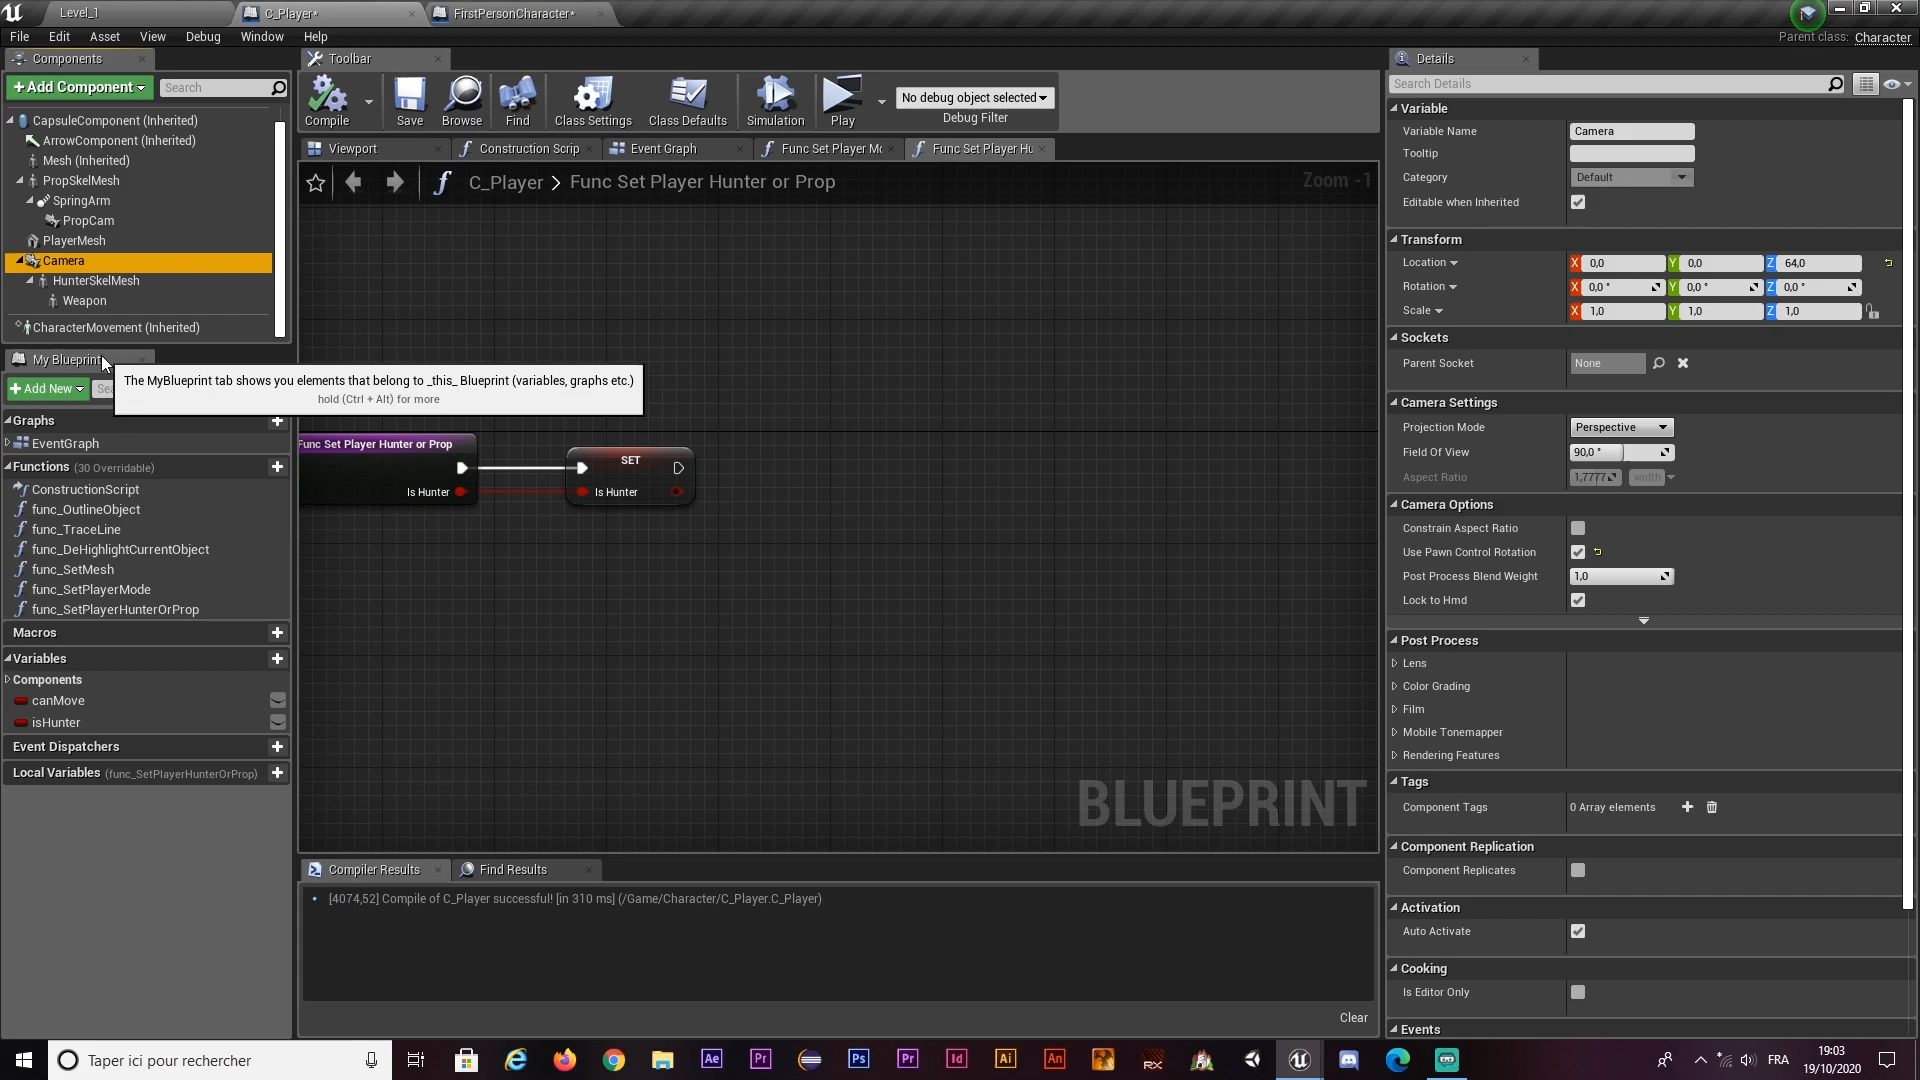 Level_1
C_Player*
FirstPersonCharacter*
File Edit Asset View Debug Window Help
Parent class: Character
Components
Toolbar
Details
+Add Component
Search
Compile
Save
Browse
Find
Class Settings
Class Defaults
Simulation
Play
No debug object selected
Debug Filter
Search Details
CapsuleComponent (Inherited)
ArrowComponent (Inherited)
Mesh (Inherited)
PropSkelMesh
SpringArm
PropCam
PlayerMesh
Camera
HunterSkelMesh
Weapon
CharacterMovement (Inherited)
Viewport
Construction Scrip
Event Graph
Func Set Player Mo
Func Set Player Hu
C_Player > Func Set Player Hunter or Prop
Zoom -1
My Blueprint
+Add New
Sea
The MyBlueprint tab shows you elements that belong to _this_ Blueprint (variables, graphs etc.)
hold (Ctrl + Alt) for more
Graphs
EventGraph
Functions (30 Overridable)
ConstructionScript
func_OutlineObject
func_TraceLine
func_DeHighlightCurrentObject
func_SetMesh
func_SetPlayerMode
func_SetPlayerHunterOrProp
Macros
Variables
Components
canMove
isHunter
Event Dispatchers
Local Variables (func_SetPlayerHunterOrProp)
Func Set Player Hunter or Prop
Is Hunter
SET
Is Hunter
BLUEPRINT
Compiler Results
Find Results
[4074,52] Compile of C_Player successful! [in 310 ms] (/Game/Character/C_Player.C_Player)
Clear
Variable
Variable Name Camera
Tooltip
Category Default
Editable when Inherited
Transform
Location X 0,0 Y 0,0 Z 64,0
Rotation X 0,0 ° Y 0,0 ° Z 0,0 °
Scale X 1,0 Y 1,0 Z 1,0
Sockets
Parent Socket None
Camera Settings
Projection Mode Perspective
Field Of View 90,0 °
Aspect Ratio 1,7777 width
Camera Options
Constrain Aspect Ratio
Use Pawn Control Rotation
Post Process Blend Weight 1,0
Lock to Hmd
Post Process
Lens
Color Grading
Film
Mobile Tonemapper
Rendering Features
Tags
Component Tags 0 Array elements
Component Replication
Component Replicates
Activation
Auto Activate
Cooking
Is Editor Only
Events
Taper ici pour rechercher
Ae
Pr
Ps
Pr
Id
Ai
An
RX
FRA
19:03
19/10/2020